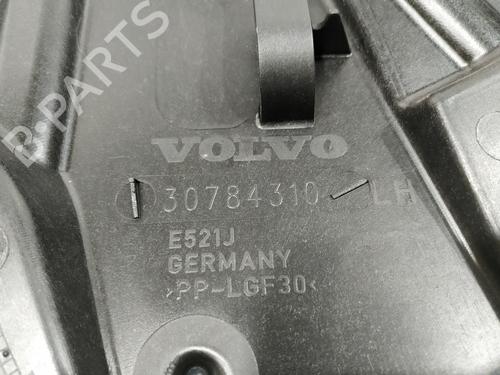 B-PARTS
VOLVO
30784310 LH
E521J
GERMANY
>PP-LGF30<